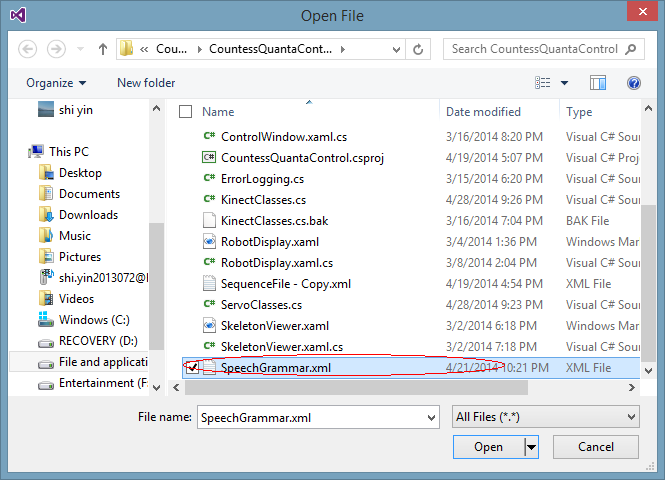 Open File
« Cou... CountessQuantaCont...
Search CountessQuantaControl
Organize New folder
shi yin
This PC
Desktop
Documents
Downloads
Music
Pictures
shi.yin2013072@
Videos
Windows (C:)
RECOVERY (D:)
File and applicati
Entertainment (F
Name Date modified Type
ControlWindow.xaml.cs 3/16/2014 8:20 PM Visual C# Sour
CountessQuantaControl.csproj 4/19/2014 5:07 PM Visual C# Proj
ErrorLogging.cs 3/15/2014 6:20 PM Visual C# Sour
KinectClasses.cs 4/28/2014 9:26 PM Visual C# Sour
KinectClasses.cs.bak 3/16/2014 7:04 PM BAK File
RobotDisplay.xaml 3/4/2014 1:36 PM Windows Mar
RobotDisplay.xaml.cs 3/8/2014 2:04 PM Visual C# Sour
SequenceFile - Copy.xml 4/19/2014 4:54 PM XML File
ServoClasses.cs 4/28/2014 9:23 PM Visual C# Sour
SkeletonViewer.xaml 3/2/2014 6:18 PM Windows Mar
SkeletonViewer.xaml.cs 3/2/2014 7:18 PM Visual C# Sour
SpeechGrammar.xml 4/21/2014 10:21 PM XML File
File name: SpeechGrammar.xml All Files (*.*)
Open Cancel